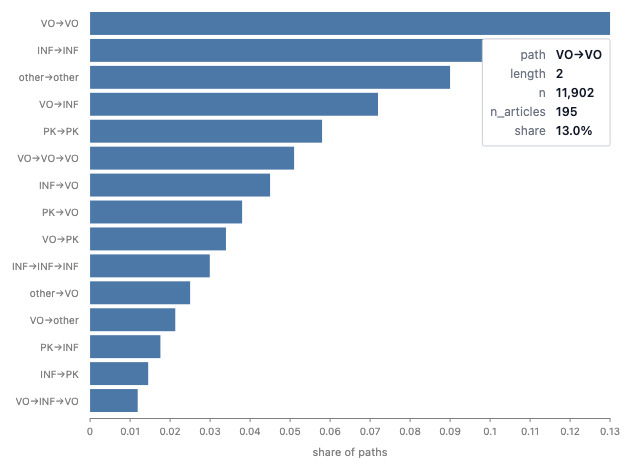 VO→VO
INF→INF
other→other
VO→INF
PK→PK
VO→VO→VO
INF→VO
PK→VO
VO→PK
INF→INF→INF
other→VO
VO→other
PK→INF
INF→PK
VO→INF→VO
path VO→VO
length 2
n 11,902
n_articles 195
share 13.0%
0 0.01 0.02 0.03 0.04 0.05 0.06 0.07 0.08 0.09 0.1 0.11 0.12 0.13
share of paths